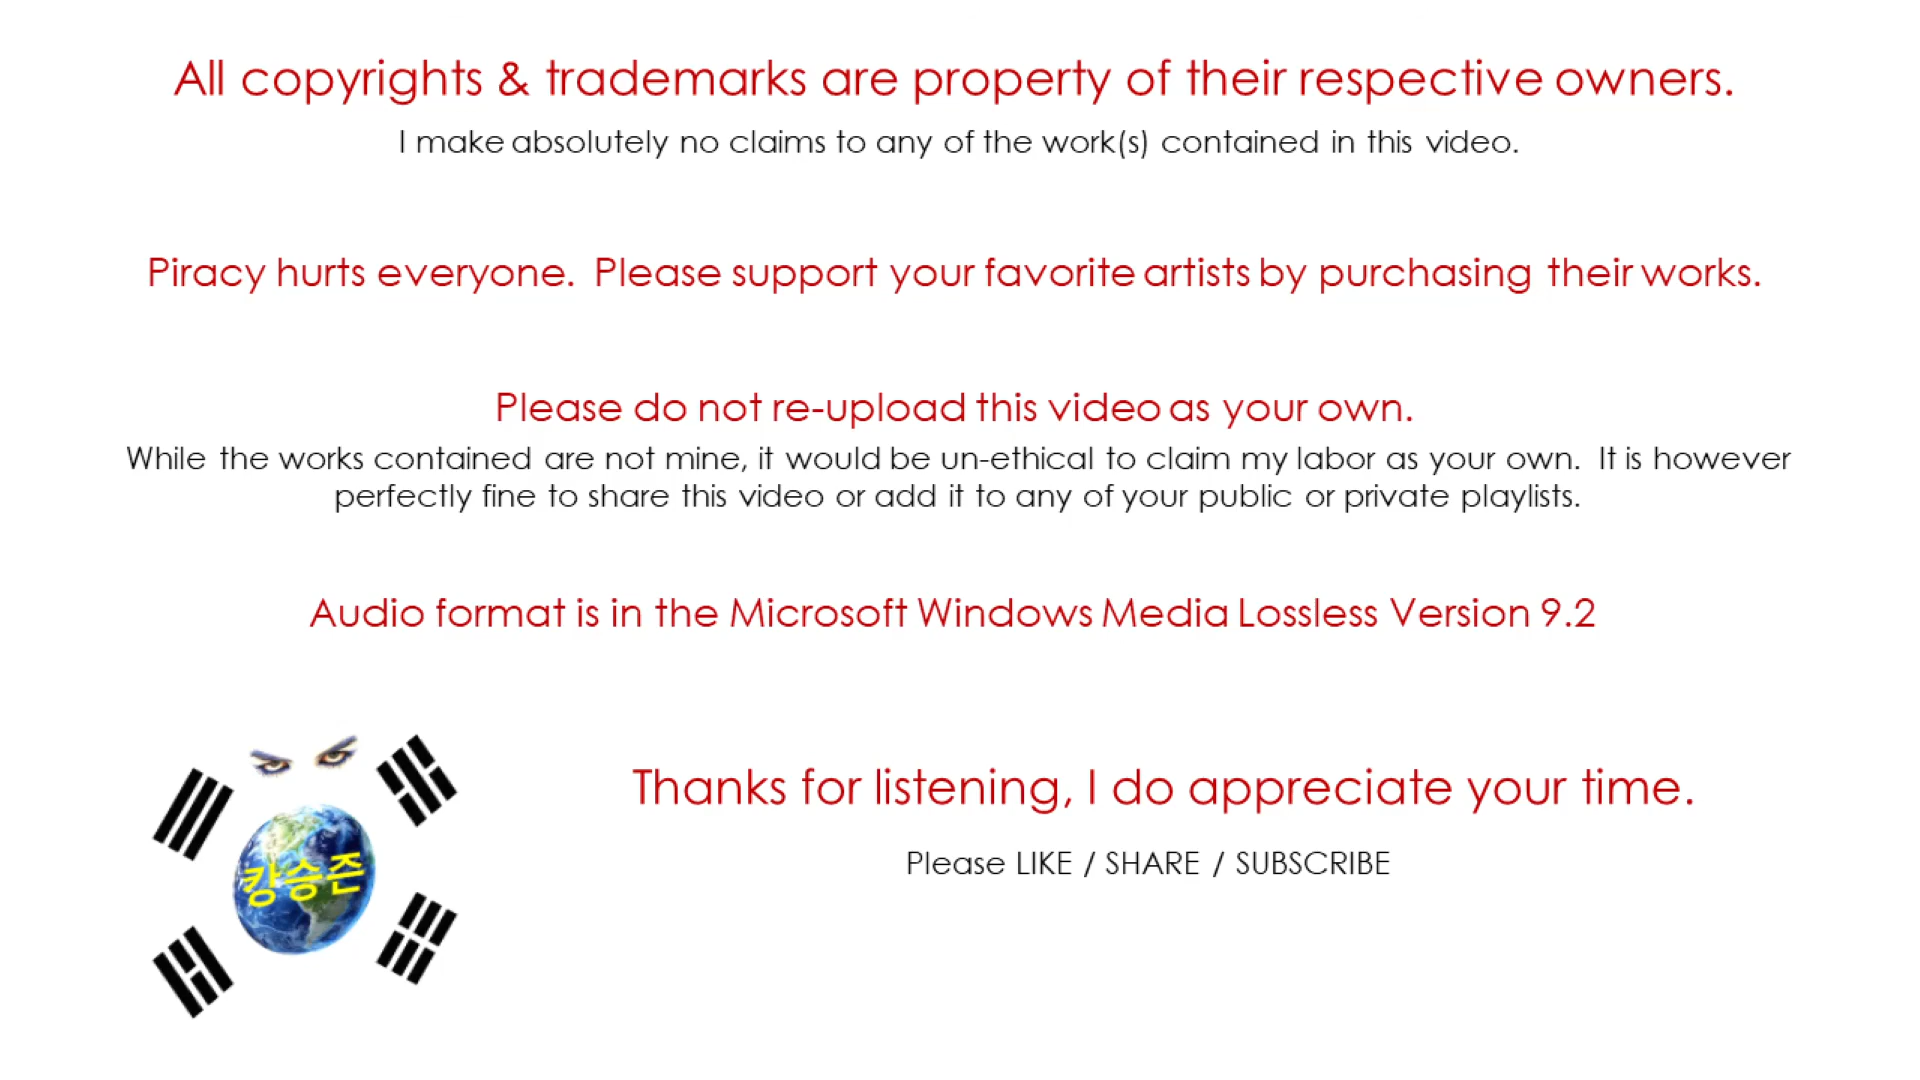 All copyrights & trademarks are property of their respective owners.
I make absolutely no claims to any of the work(s) contained in this video.
Piracy hurts everyone.  Please support your favorite artists by purchasing their works.
Please do not re-upload this video as your own.
While the works contained are not mine, it would be un-ethical to claim my labor as your own.  It is however
perfectly fine to share this video or add it to any of your public or private playlists.
Audio format is in the Microsoft Windows Media Lossless Version 9.2
Thanks for listening, I do appreciate your time.
Please LIKE / SHARE / SUBSCRIBE
캉승즌